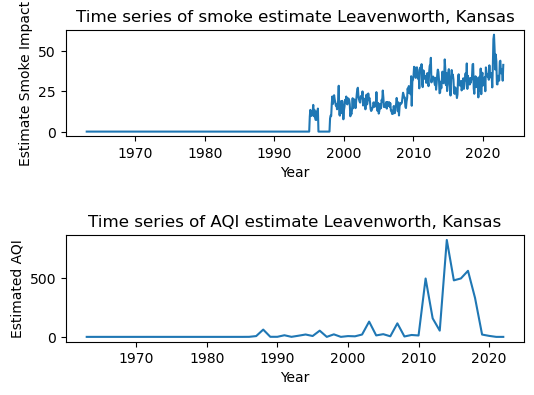 Time series of smoke estimate Leavenworth, Kansas
Estimate Smoke Impact
50
25
0
1970 1980 1990 2000 2010 2020
Year
Time series of AQI estimate Leavenworth, Kansas
Estimated AQI
500
0
1970 1980 1990 2000 2010 2020
Year